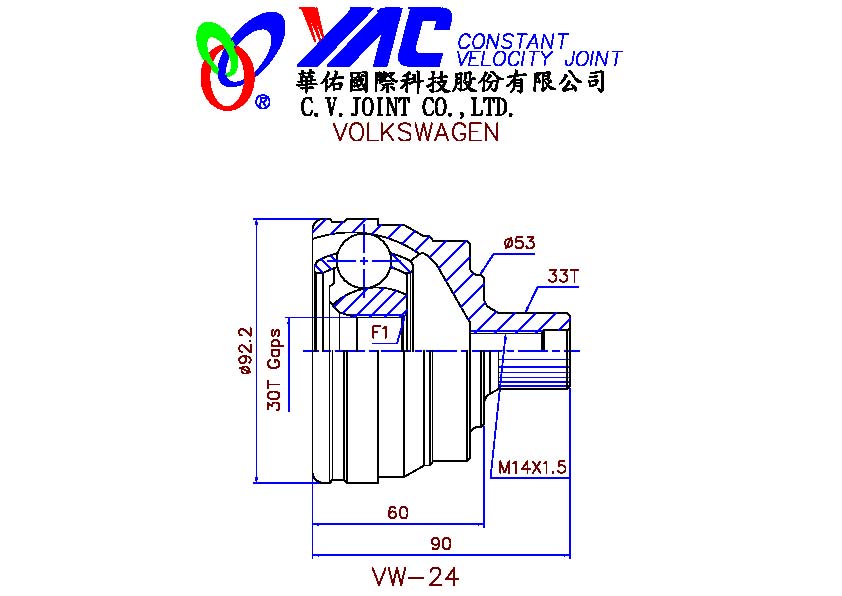 YAC CONSTANT
VELOCITY JOINT
®
華佑國際科技股份有限公司
C.V.JOINT CO.,LTD.
VOLKSWAGEN
ø53
33T
F1
ø92.2
30T Gaps
M14X1.5
60
90
VW-24